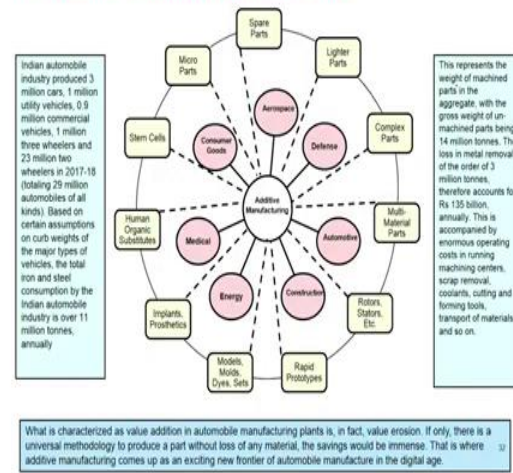 Indian automobile
industry produced 3
million cars, 1 million
utility vehicles, 0.9
million commercial
vehicles, 1 million
three wheelers and
23 million two
wheelers in 2017-18
(totaling 29 million
automobiles of all
kinds). Based on
certain assumptions
on curb weights of
the major types of
vehicles, the total
iron and steel
consumption by the
Indian automobile
industry is over 11
million tonnes,
annually
Spare
Parts
Lighter
Parts
Complex
Parts
Multi-
Material
Parts
Rotors,
Stators,
Etc.
Rapid
Prototypes
Models,
Molds,
Dyes, Sets
Implants,
Prosthetics
Human
Organic
Substitutes
Stem Cells
Micro
Parts
Aerospace
Defense
Automotive
Construction
Energy
Medical
Consumer
Goods
Additive
Manufacturing
This represents the
weight of machined
parts in the
aggregate, with the
gross weight of un-
machined parts being
14 million tonnes. The
loss in metal removal
of the order of 3
million tonnes,
therefore accounts for
Rs 135 billion,
annually. This is
accompanied by
enormous operating
costs in running
machining centers,
scrap removal,
coolants, cutting and
forming tools,
transport of materials
and so on.
What is characterized as value addition in automobile manufacturing plants is, in fact, value erosion. If only, there is a
universal methodology to produce a part without loss of any material, the savings would be immense. That is where
additive manufacturing comes up as an exciting new frontier of automobile manufacture in the digital age.
32